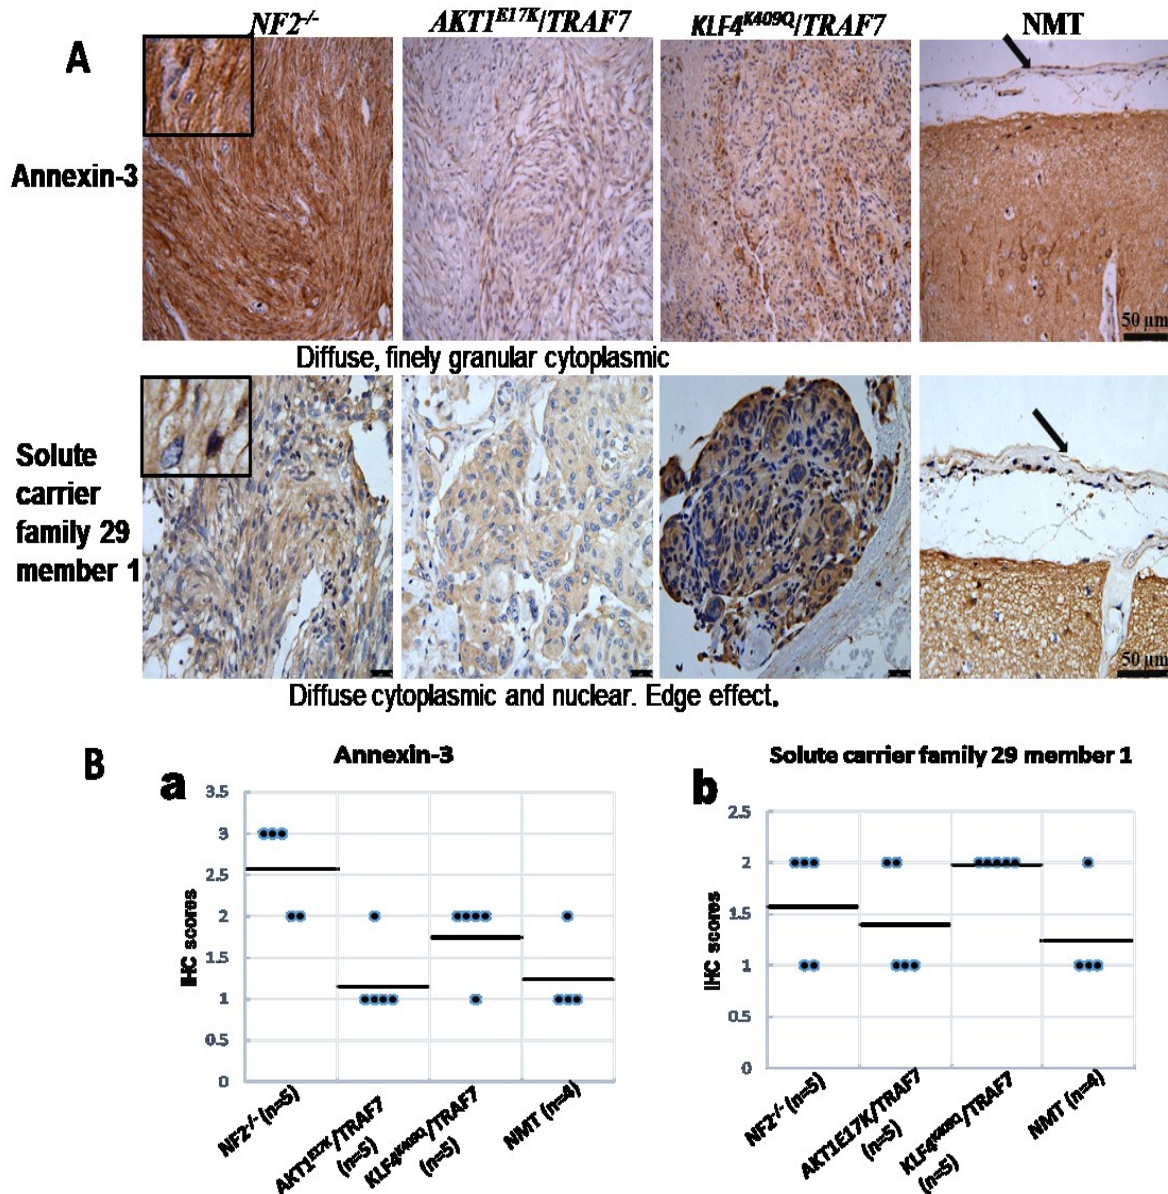 NF2-/- AKT1E17K/TRAF7 KLF4K409Q/TRAF7 NMT
A
Annexin-3
50 µm
Diffuse, finely granular cytoplasmic
Solute
carrier
family 29
member 1
50 µm
Diffuse cytoplasmic and nuclear. Edge effect.
B
a
Annexin-3
IHC scores
3.5
3
2.5
2
1.5
1
0.5
0
NF2-/- (n=5)
AKT1E17K/TRAF7
(n=5)
KLF4K409Q/TRAF7
(n=5)
NMT (n=4)
b
Solute carrier family 29 member 1
IHC scores
2.5
2
1.5
1
0.5
0
NF2-/- (n=5)
AKT1E17K/TRAF7
(n=5)
KLF4K409Q/TRAF7
(n=5)
NMT (n=4)